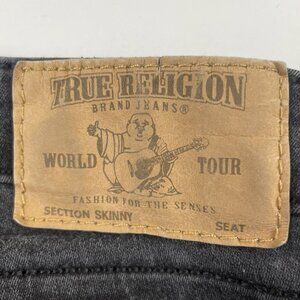 TRUE RELIGION
BRAND JEANS®
WORLD TOUR
FASHION FOR THE SENSES
SECTION SKINNY SEAT